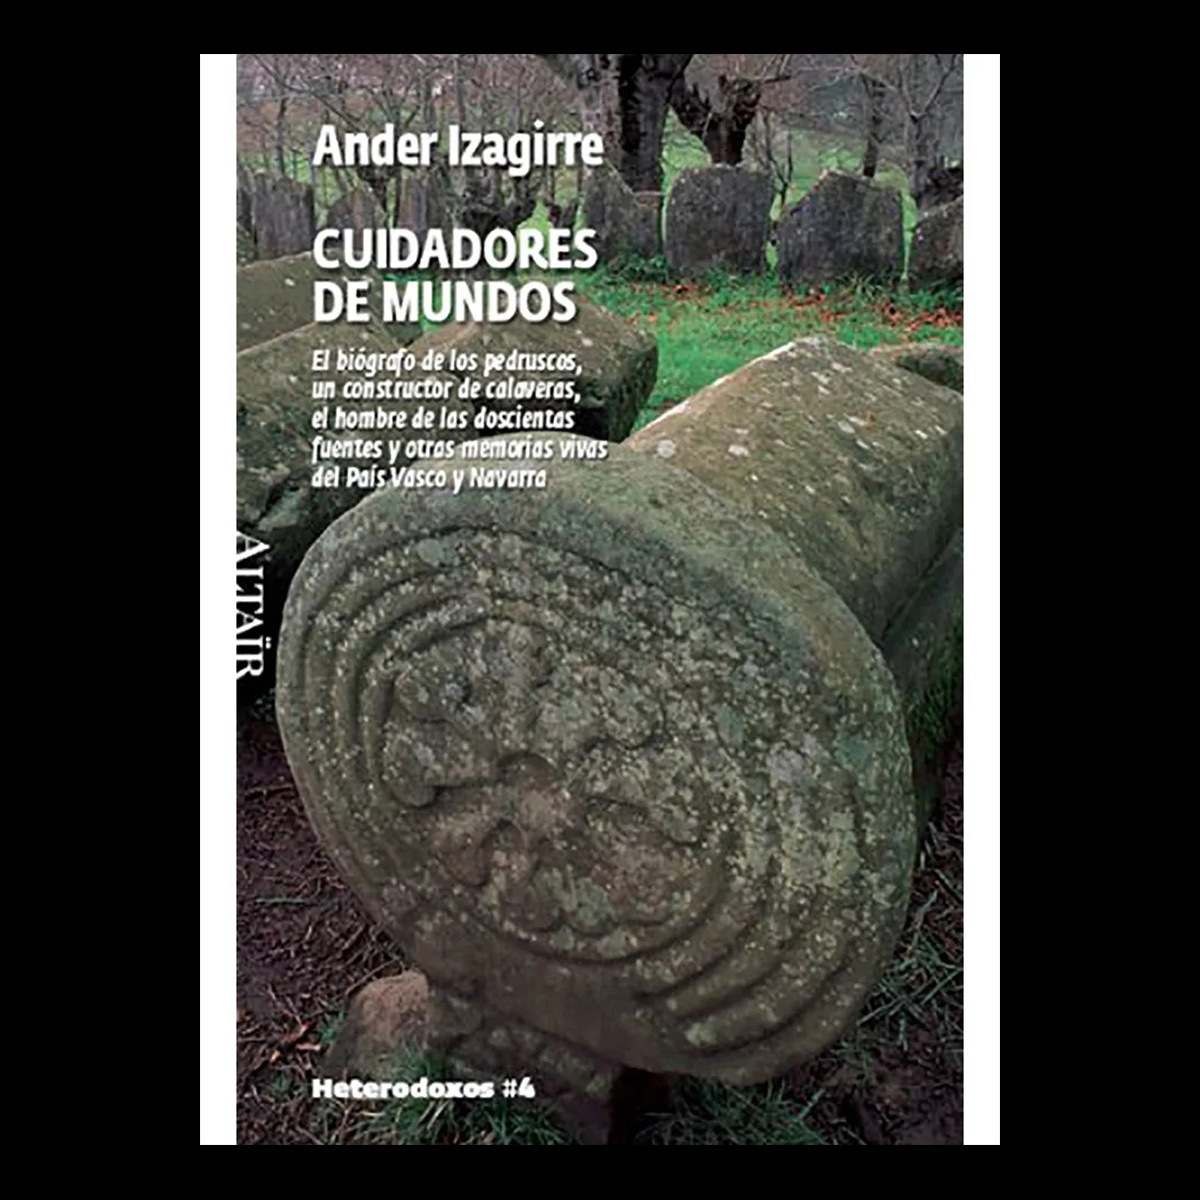 Ander Izagirre
CUIDADORES
DE MUNDOS
El biógrafo de los pedruscos,
un constructor de calaveras,
el hombre de las doscientas
fuentes y otras memorias vivas
del País Vasco y Navarra
ALTAÏR
Heterodoxos #4